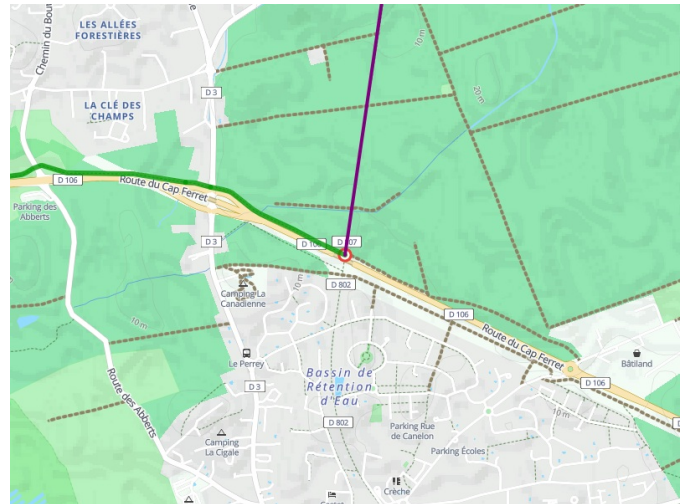 LES ALLÉES
FORESTIÈRES
Chemin du Bou
10 m
20 m
D 3
LA CLÉ DES
CHAMPS
D 106
Route du Cap Ferret
Parking des
Abberts
D 3
D 802
10 m
Camping La
Canadienne
D 106
Route du Cap Ferret
10 m
Le Perrey
Bâtiland
D 3
Bassin de
Rétention
d'Eau
D 106
Route des Abberts
10 m
D 802
Parking Rue
de Canelon
Camping
La Cigale
Parking Écoles
Crèche